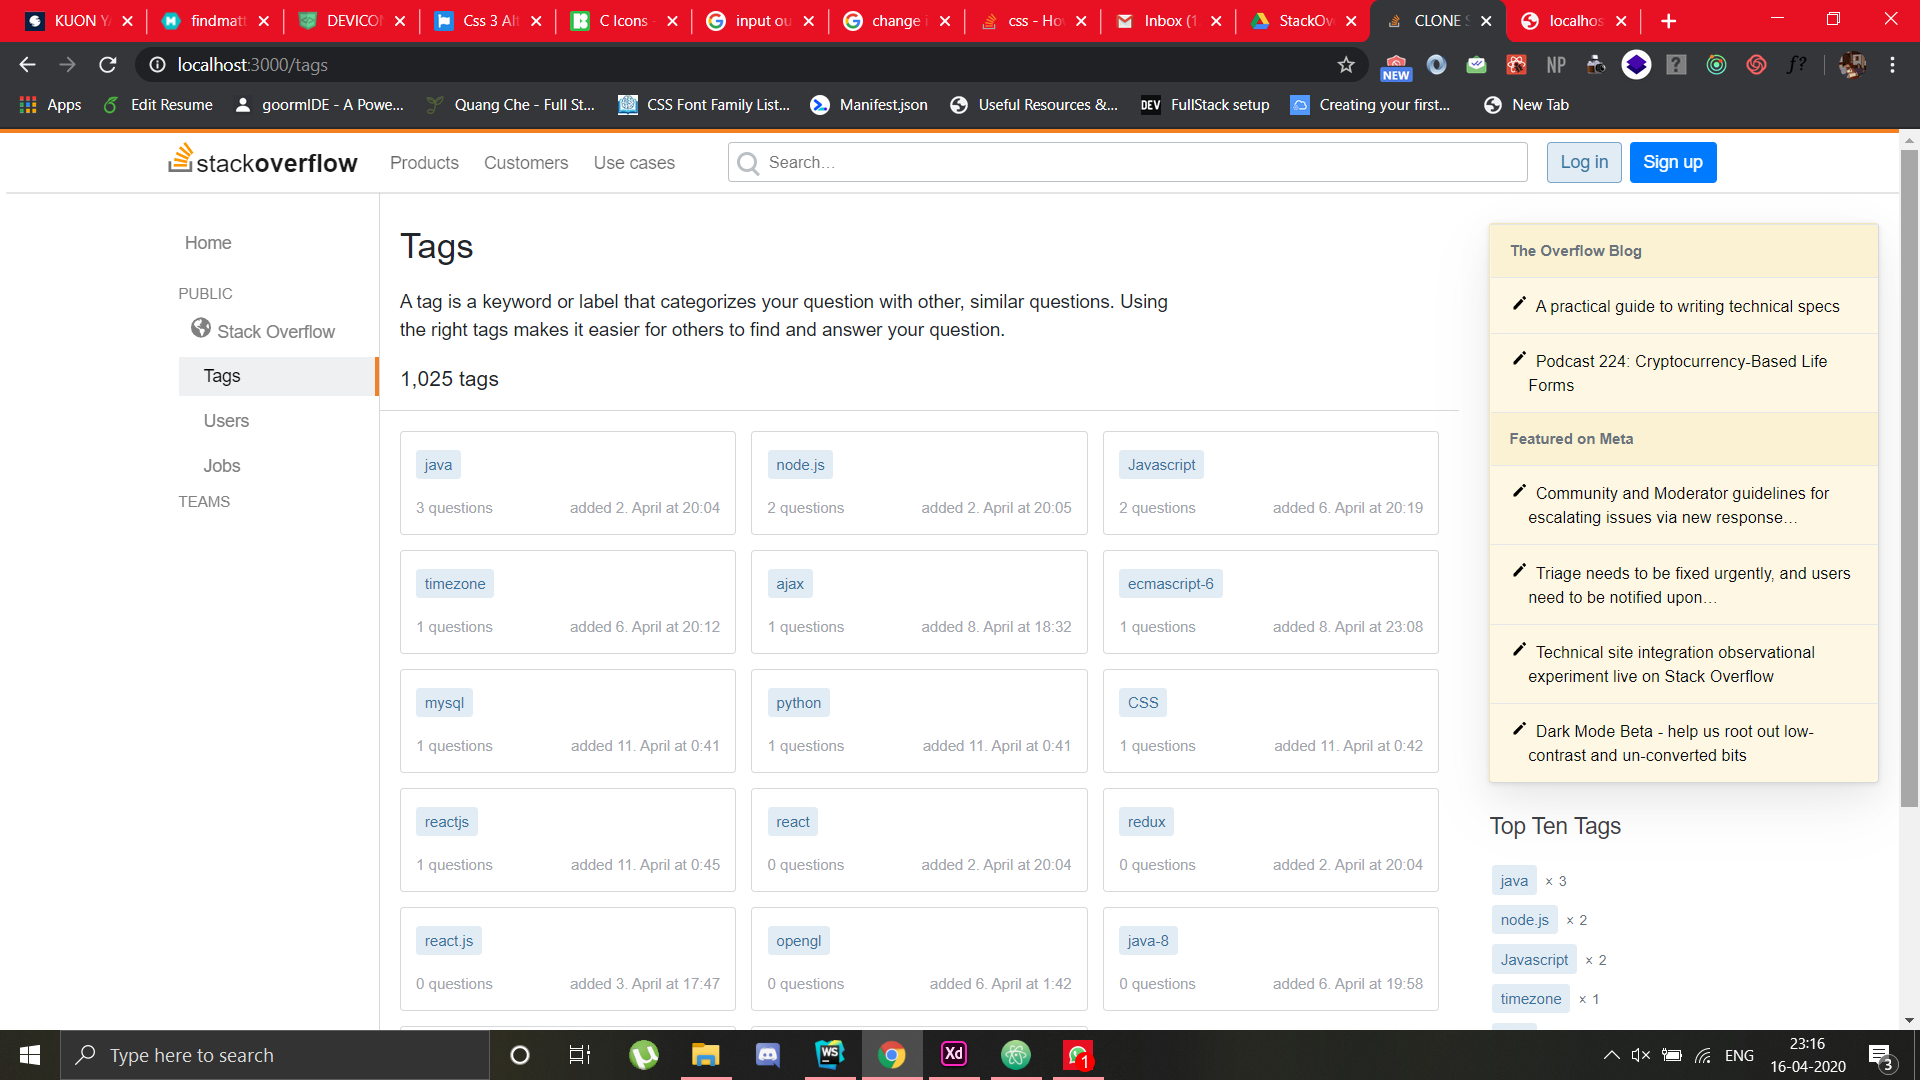 KUON Y
findmat
DEVICO
Css 3 Alt
C Icons
input ou
change i
css - Ho
Inbox (1
StackOv
CLONE S
localhos
localhost:3000/tags
NEW
NP
f?
Apps
Edit Resume
goormIDE - A Powe...
Quang Che - Full St...
CSS Font Family List...
Manifest.json
Useful Resources &...
DEV FullStack setup
Creating your first...
New Tab
stackoverflow
Products
Customers
Use cases
Search...
Log in
Sign up
Home
PUBLIC
Stack Overflow
Tags
Users
Jobs
TEAMS
Tags
A tag is a keyword or label that categorizes your question with other, similar questions. Using
the right tags makes it easier for others to find and answer your question.
1,025 tags
java
3 questions added 2. April at 20:04
node.js
2 questions added 2. April at 20:05
Javascript
2 questions added 6. April at 20:19
timezone
1 questions added 6. April at 20:12
ajax
1 questions added 8. April at 18:32
ecmascript-6
1 questions added 8. April at 23:08
mysql
1 questions added 11. April at 0:41
python
1 questions added 11. April at 0:41
CSS
1 questions added 11. April at 0:42
reactjs
1 questions added 11. April at 0:45
react
0 questions added 2. April at 20:04
redux
0 questions added 2. April at 20:04
react.js
0 questions added 3. April at 17:47
opengl
0 questions added 6. April at 1:42
java-8
0 questions added 6. April at 19:58
The Overflow Blog
A practical guide to writing technical specs
Podcast 224: Cryptocurrency-Based Life
Forms
Featured on Meta
Community and Moderator guidelines for
escalating issues via new response...
Triage needs to be fixed urgently, and users
need to be notified upon...
Technical site integration observational
experiment live on Stack Overflow
Dark Mode Beta - help us root out low-
contrast and un-converted bits
Top Ten Tags
java × 3
node.js × 2
Javascript × 2
timezone × 1
Type here to search
WS
Xd
1
ENG
23:16
16-04-2020
3